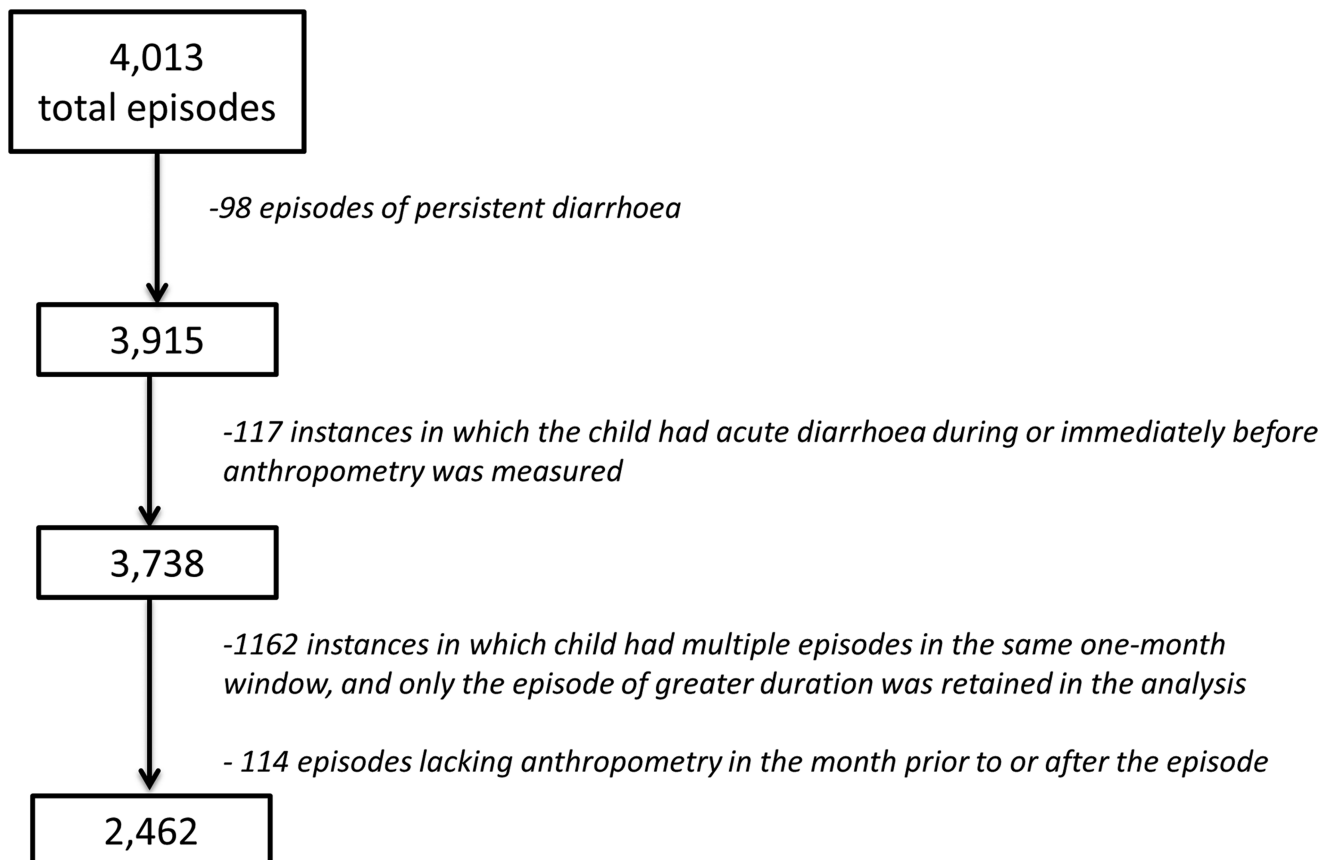 4,013
total episodes
-98 episodes of persistent diarrhoea
3,915
-117 instances in which the child had acute diarrhoea during or immediately before
anthropometry was measured
3,738
-1162 instances in which child had multiple episodes in the same one-month
window, and only the episode of greater duration was retained in the analysis
- 114 episodes lacking anthropometry in the month prior to or after the episode
2,462